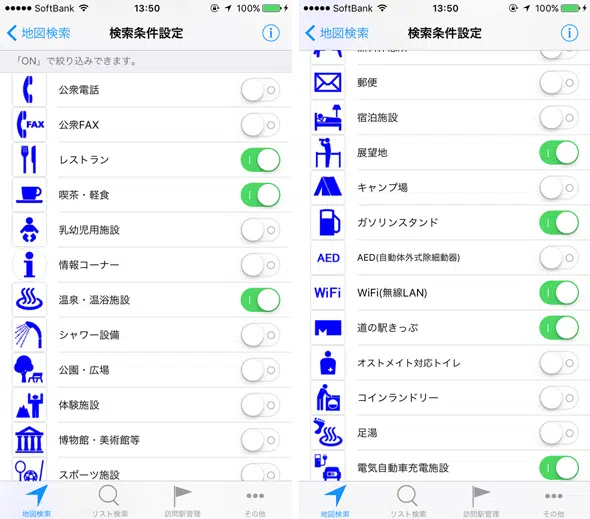 SoftBank 13:50 100%
地図検索 検索条件設定
「ON」で絞り込みできます。
公衆電話
FAX 公衆FAX
レストラン
喫茶・軽食
乳幼児用施設
情報コーナー
温泉・温浴施設
シャワー設備
公園・広場
体験施設
博物館・美術館等
スポーツ施設
地図検索 リスト検索 訪問駅管理 その他
SoftBank 13:50 100%
地図検索 検索条件設定
郵便
宿泊施設
展望地
キャンプ場
ガソリンスタンド
AED AED(自動体外式除細動器)
WiFi WiFi(無線LAN)
道の駅きっぷ
オストメイト対応トイレ
コインランドリー
足湯
電気自動車充電施設
地図検索 リスト検索 訪問駅管理 その他